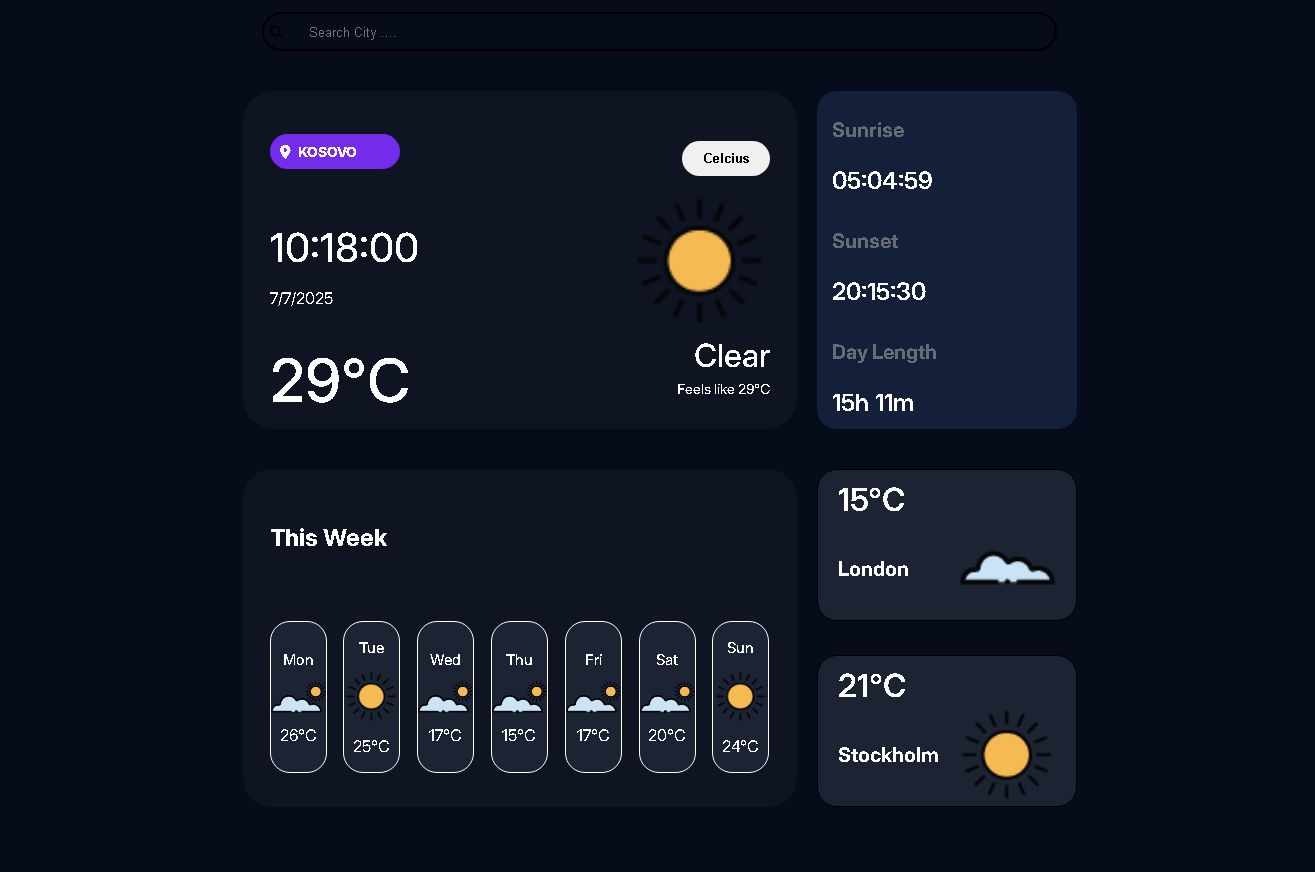 Search City ....
KOSOVO
Celcius
10:18:00
7/7/2025
29°C
Clear
Feels like 29°C
Sunrise
05:04:59
Sunset
20:15:30
Day Length
15h 11m
This Week
Mon
26°C
Tue
25°C
Wed
17°C
Thu
15°C
Fri
17°C
Sat
20°C
Sun
24°C
15°C
London
21°C
Stockholm